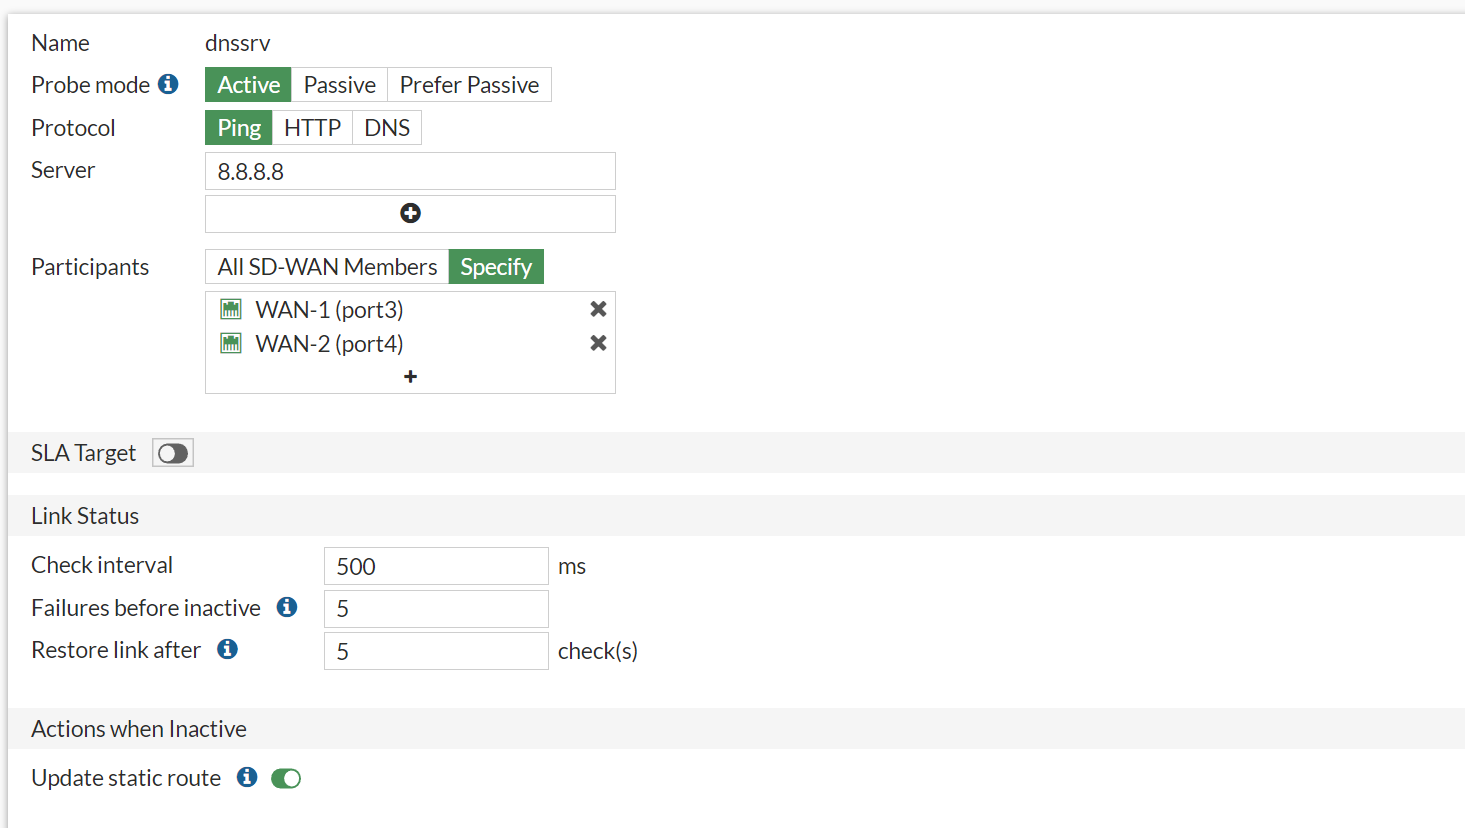 Name dnssrv
Probe mode Active Passive Prefer Passive
Protocol Ping HTTP DNS
Server 8.8.8.8
Participants All SD-WAN Members Specify
WAN-1 (port3)
WAN-2 (port4)
SLA Target
Link Status
Check interval 500 ms
Failures before inactive 5
Restore link after 5 check(s)
Actions when Inactive
Update static route